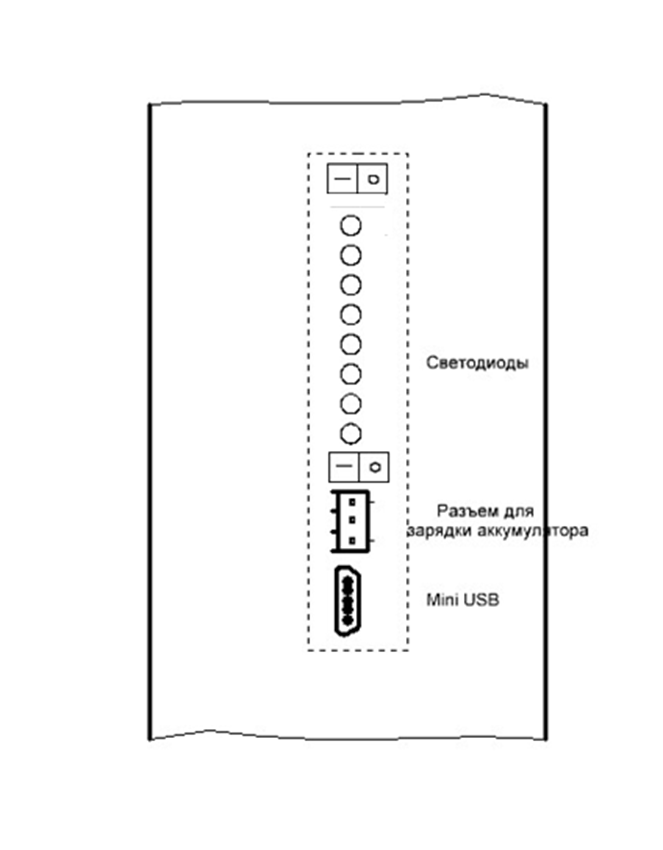 Светодиоды
Разъем для
зарядки аккумулятора
Mini USB